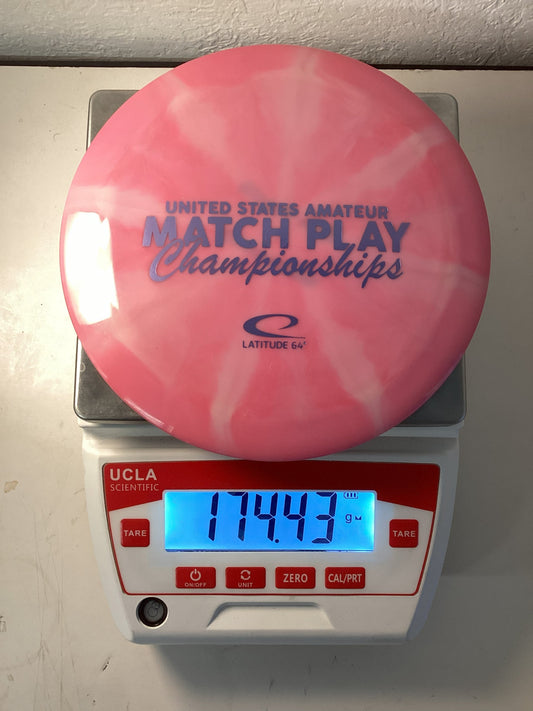 UNITED STATES AMATEUR
MATCH PLAY
Championships
LATITUDE 64°
UCLA
SCIENTIFIC
174.43 g
TARE
TARE
ON/OFF
UNIT
ZERO
CAL/PRT